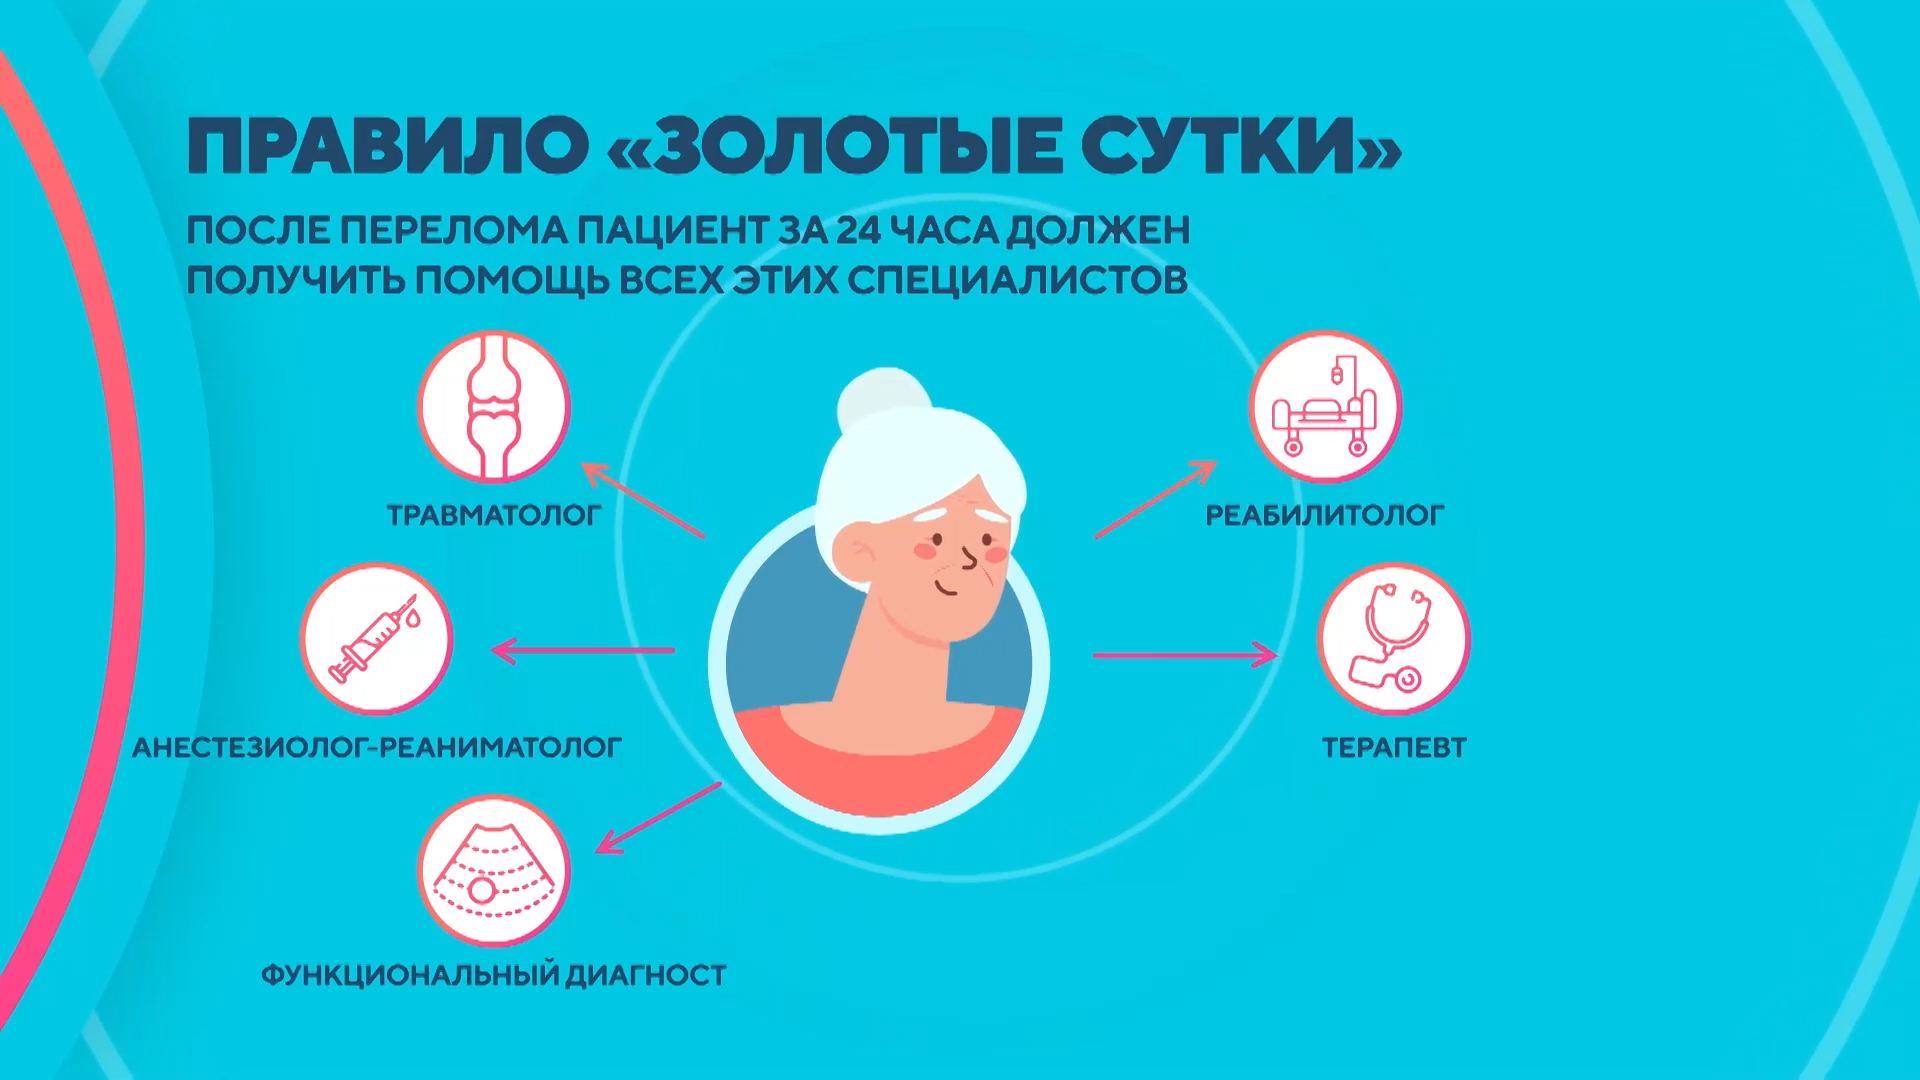 ПРАВИЛО «ЗОЛОТЫЕ СУТКИ»
ПОСЛЕ ПЕРЕЛОМА ПАЦИЕНТ ЗА 24 ЧАСА ДОЛЖЕН
ПОЛУЧИТЬ ПОМОЩЬ ВСЕХ ЭТИХ СПЕЦИАЛИСТОВ
ТРАВМАТОЛОГ
РЕАБИЛИТОЛОГ
АНЕСТЕЗИОЛОГ-РЕАНИМАТОЛОГ
ТЕРАПЕВТ
ФУНКЦИОНАЛЬНЫЙ ДИАГНОСТ